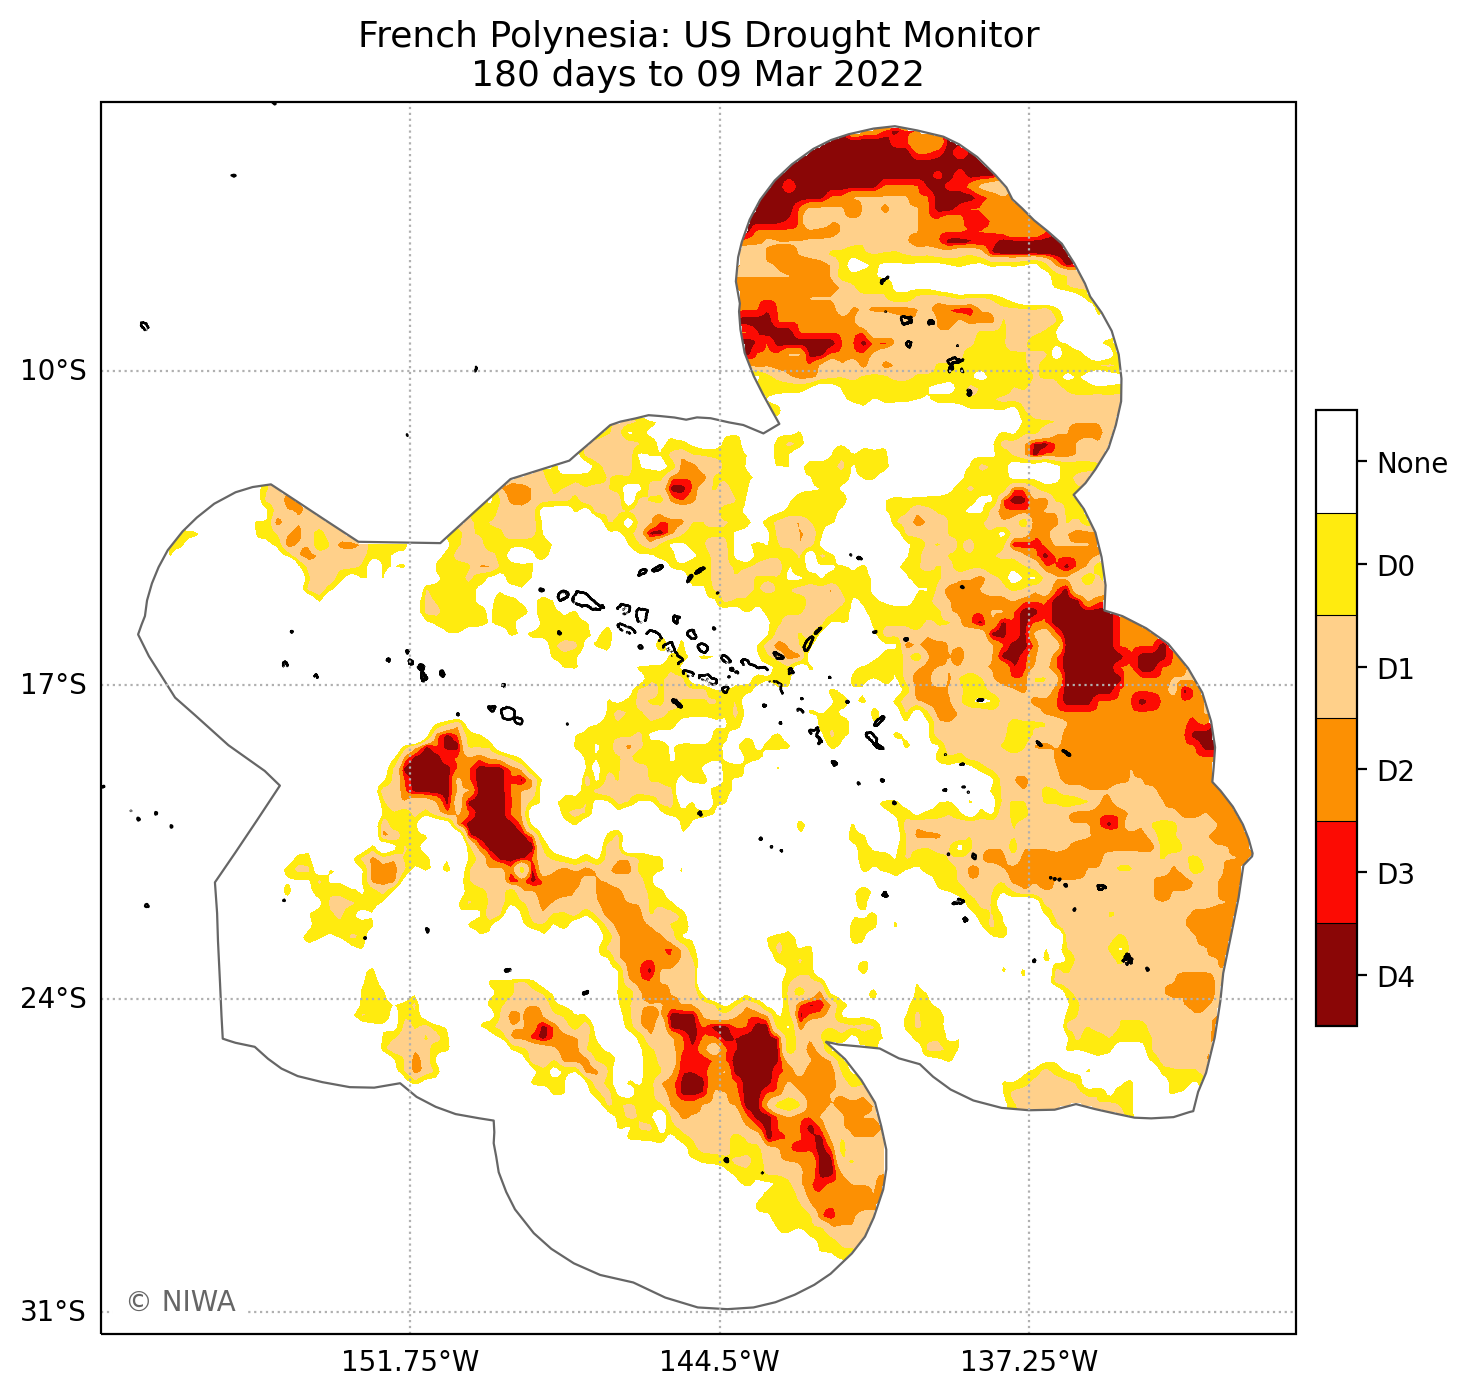 French Polynesia: US Drought Monitor
180 days to 09 Mar 2022
10°S
17°S
24°S
31°S
151.75°W
144.5°W
137.25°W
© NIWA
None
D0
D1
D2
D3
D4